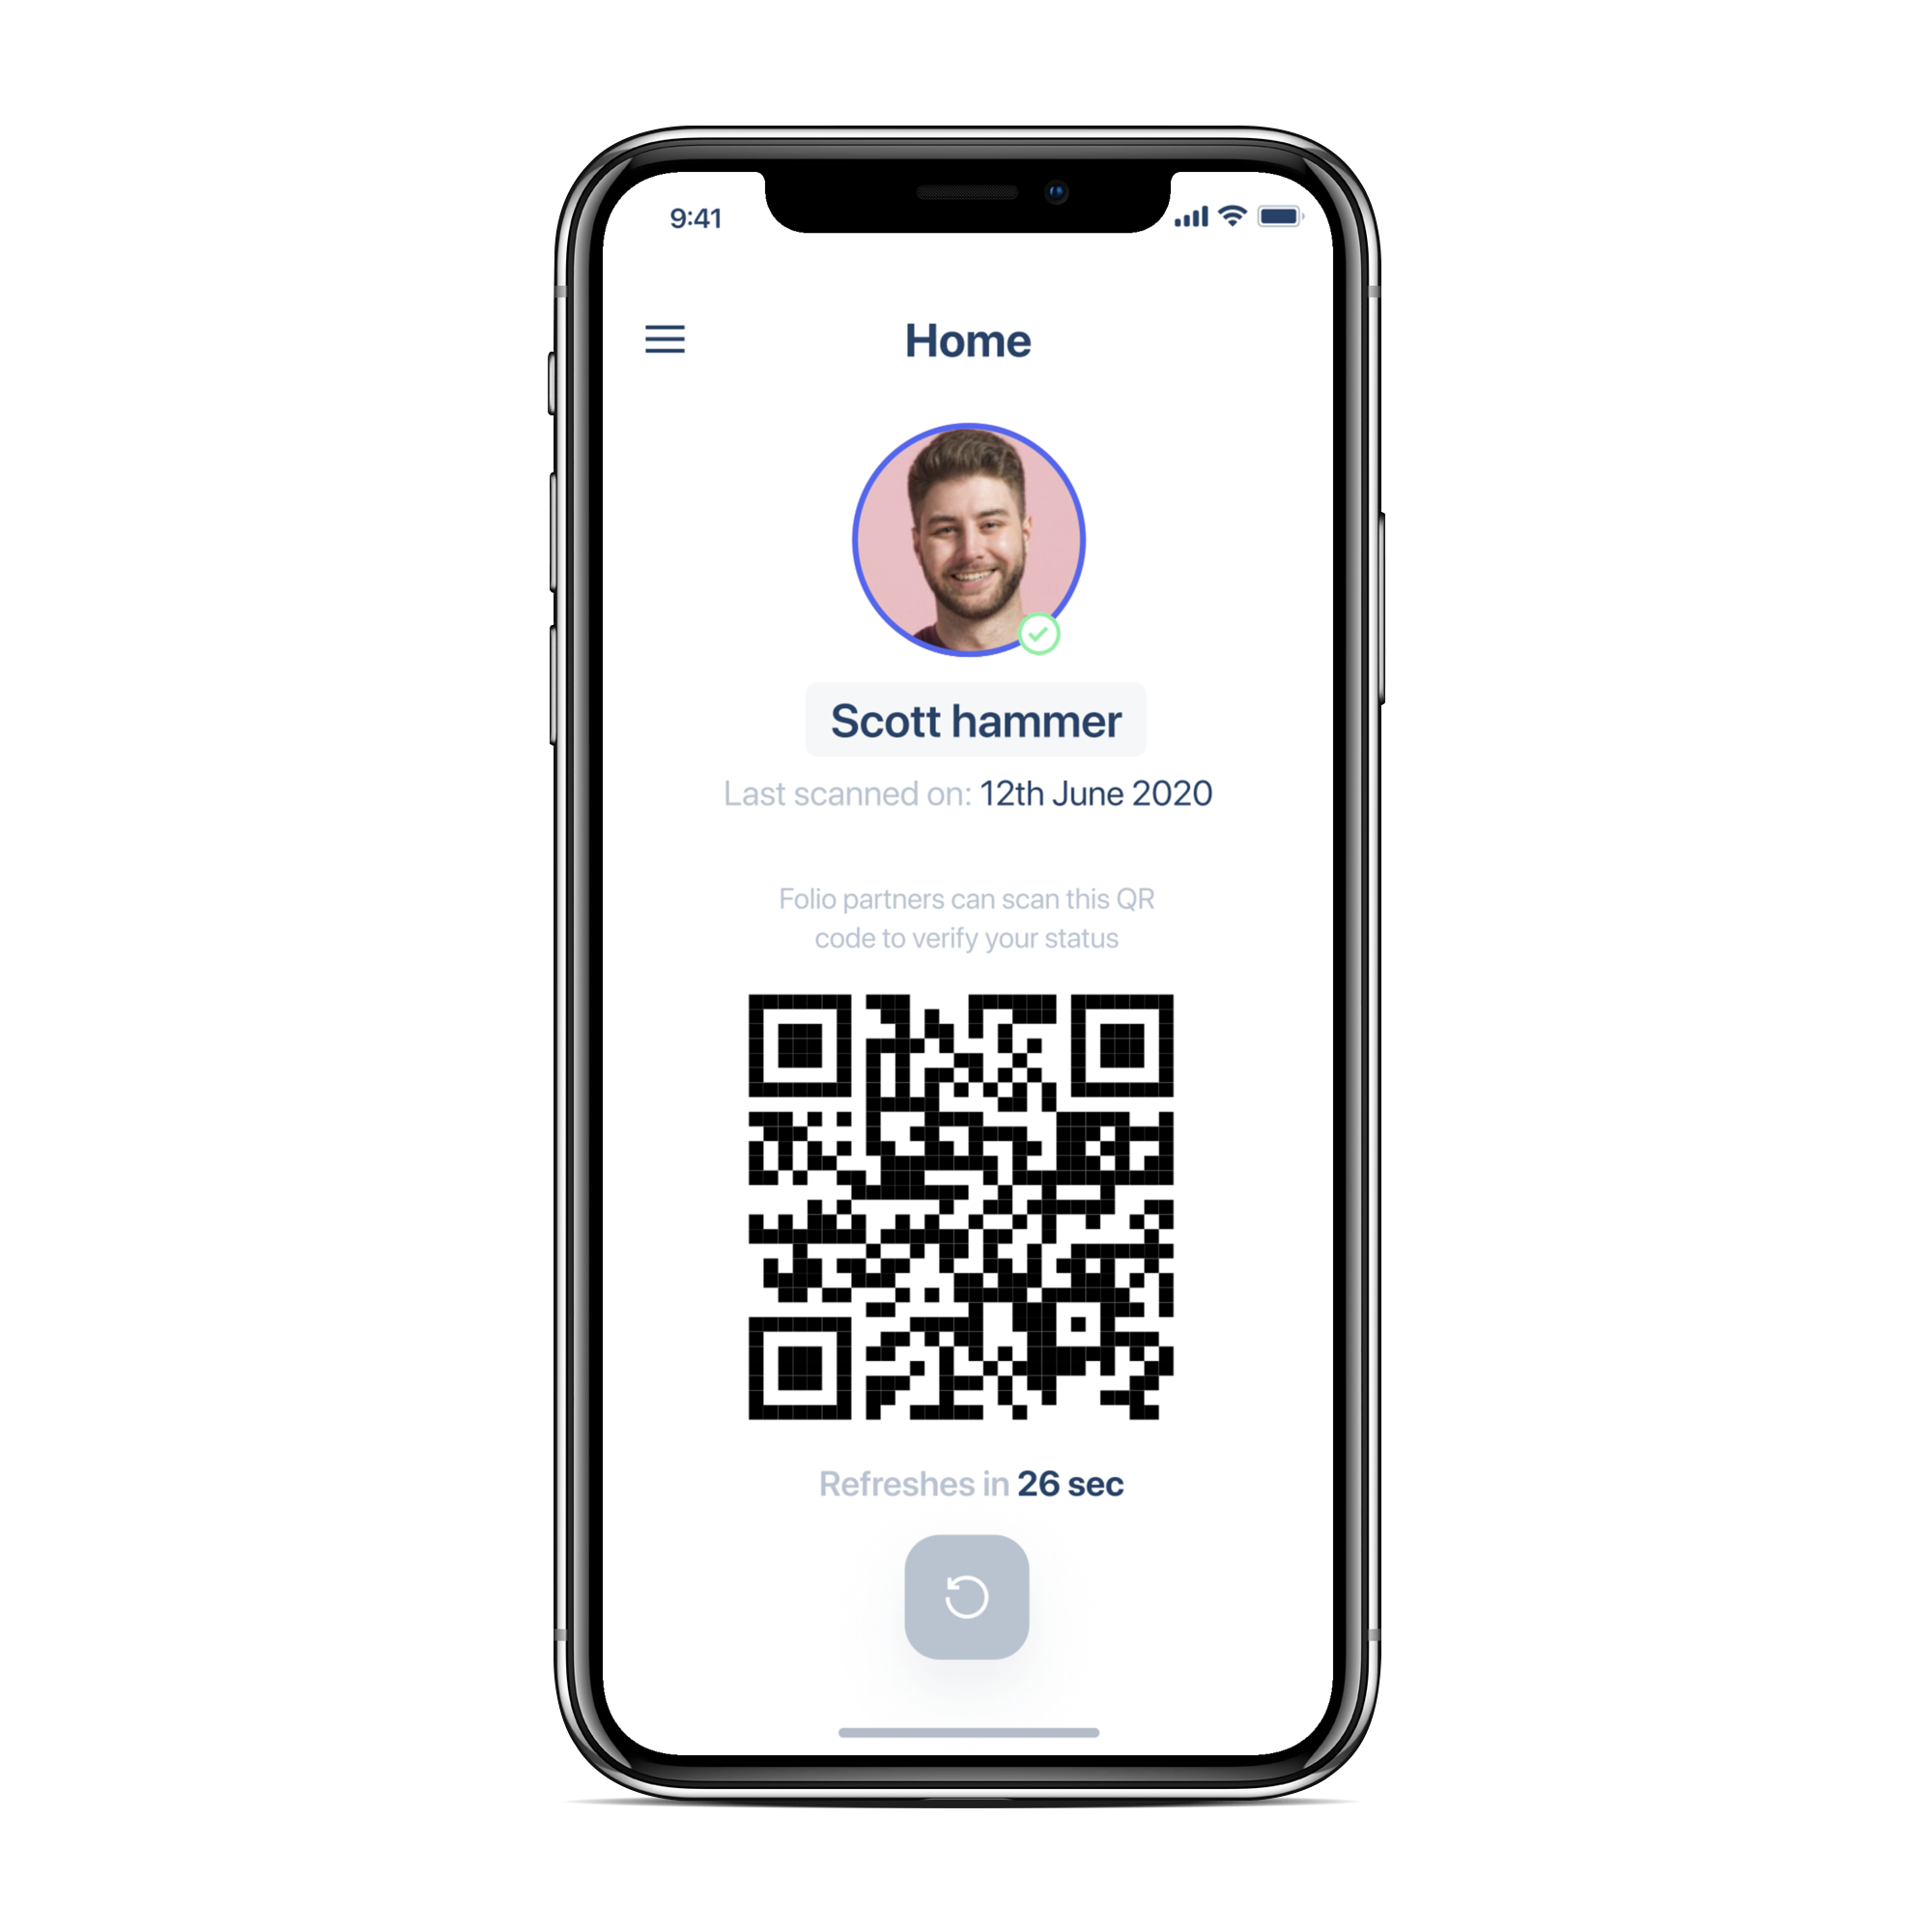 9:41
Home
Scott hammer
Last scanned on: 12th June 2020
Folio partners can scan this QR
code to verify your status
Refreshes in 26 sec